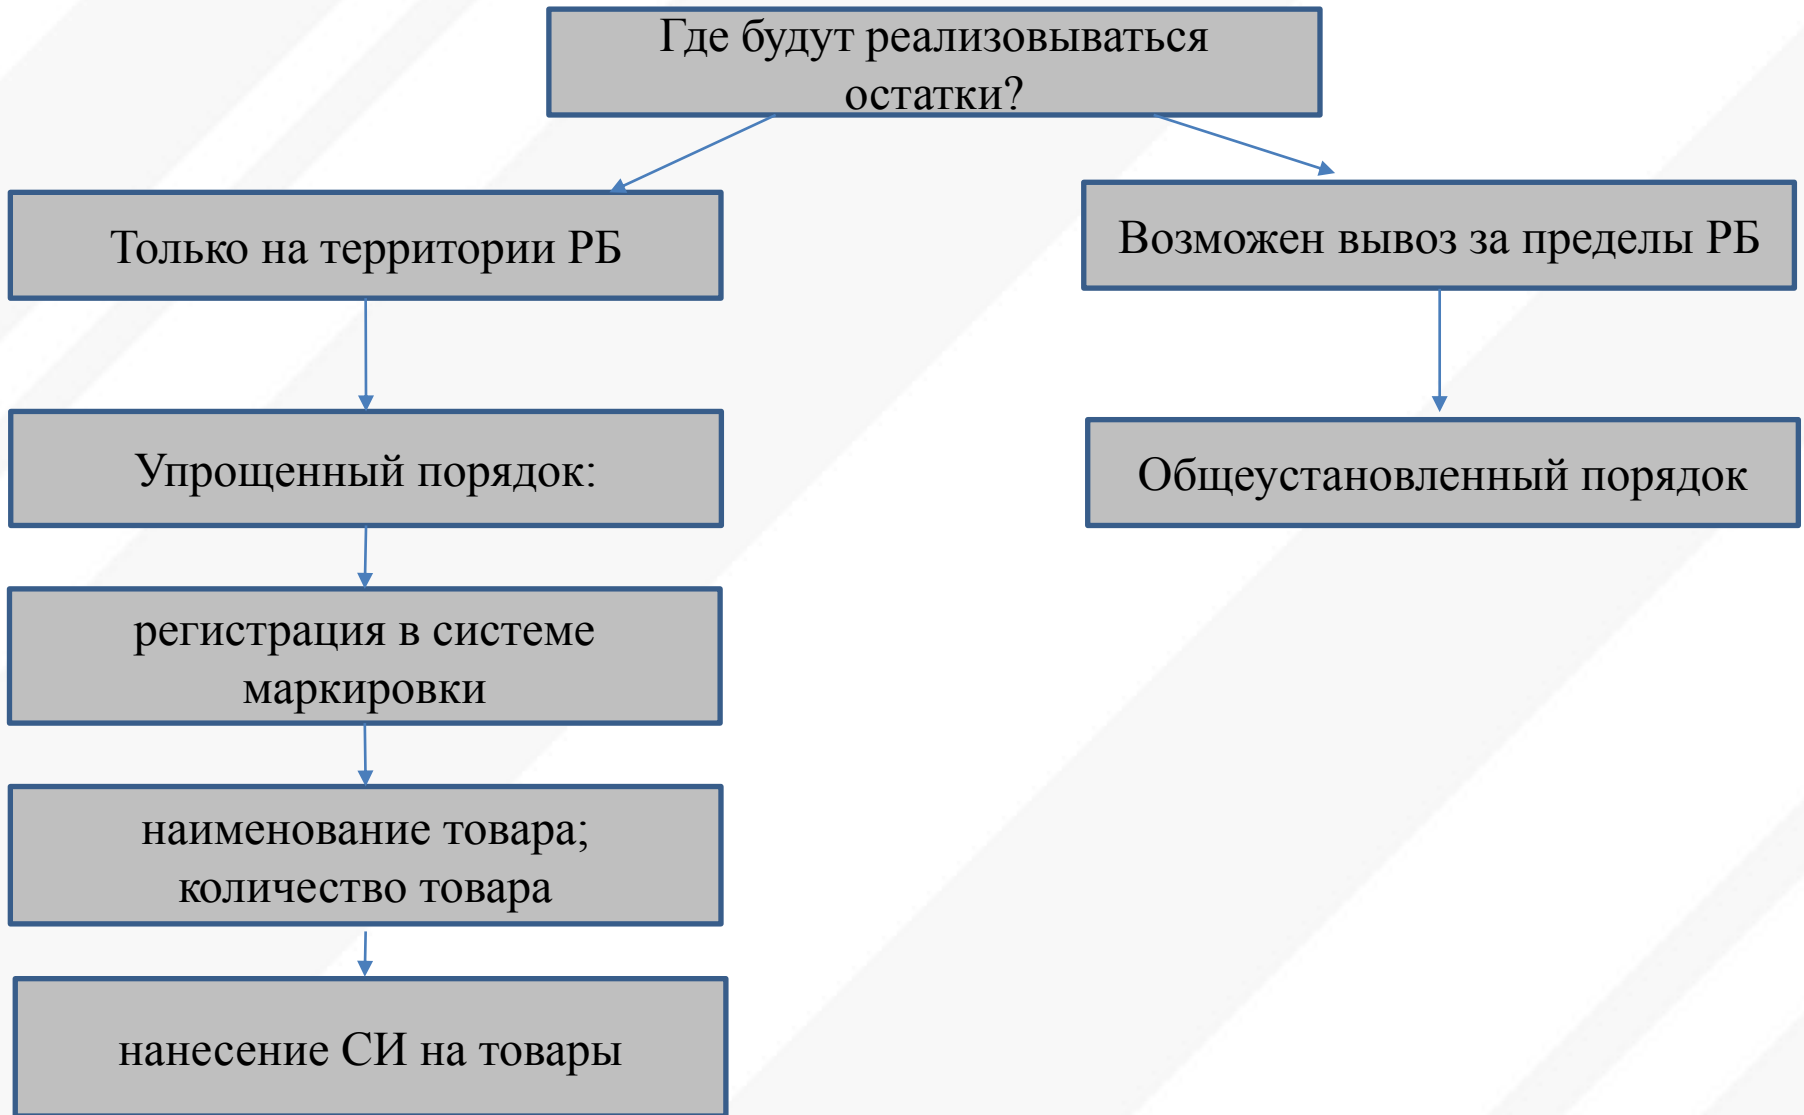 Где будут реализовываться
остатки?
Только на территории РБ
Возможен вывоз за пределы РБ
Упрощенный порядок:
Общеустановленный порядок
регистрация в системе
маркировки
наименование товара;
количество товара
нанесение СИ на товары